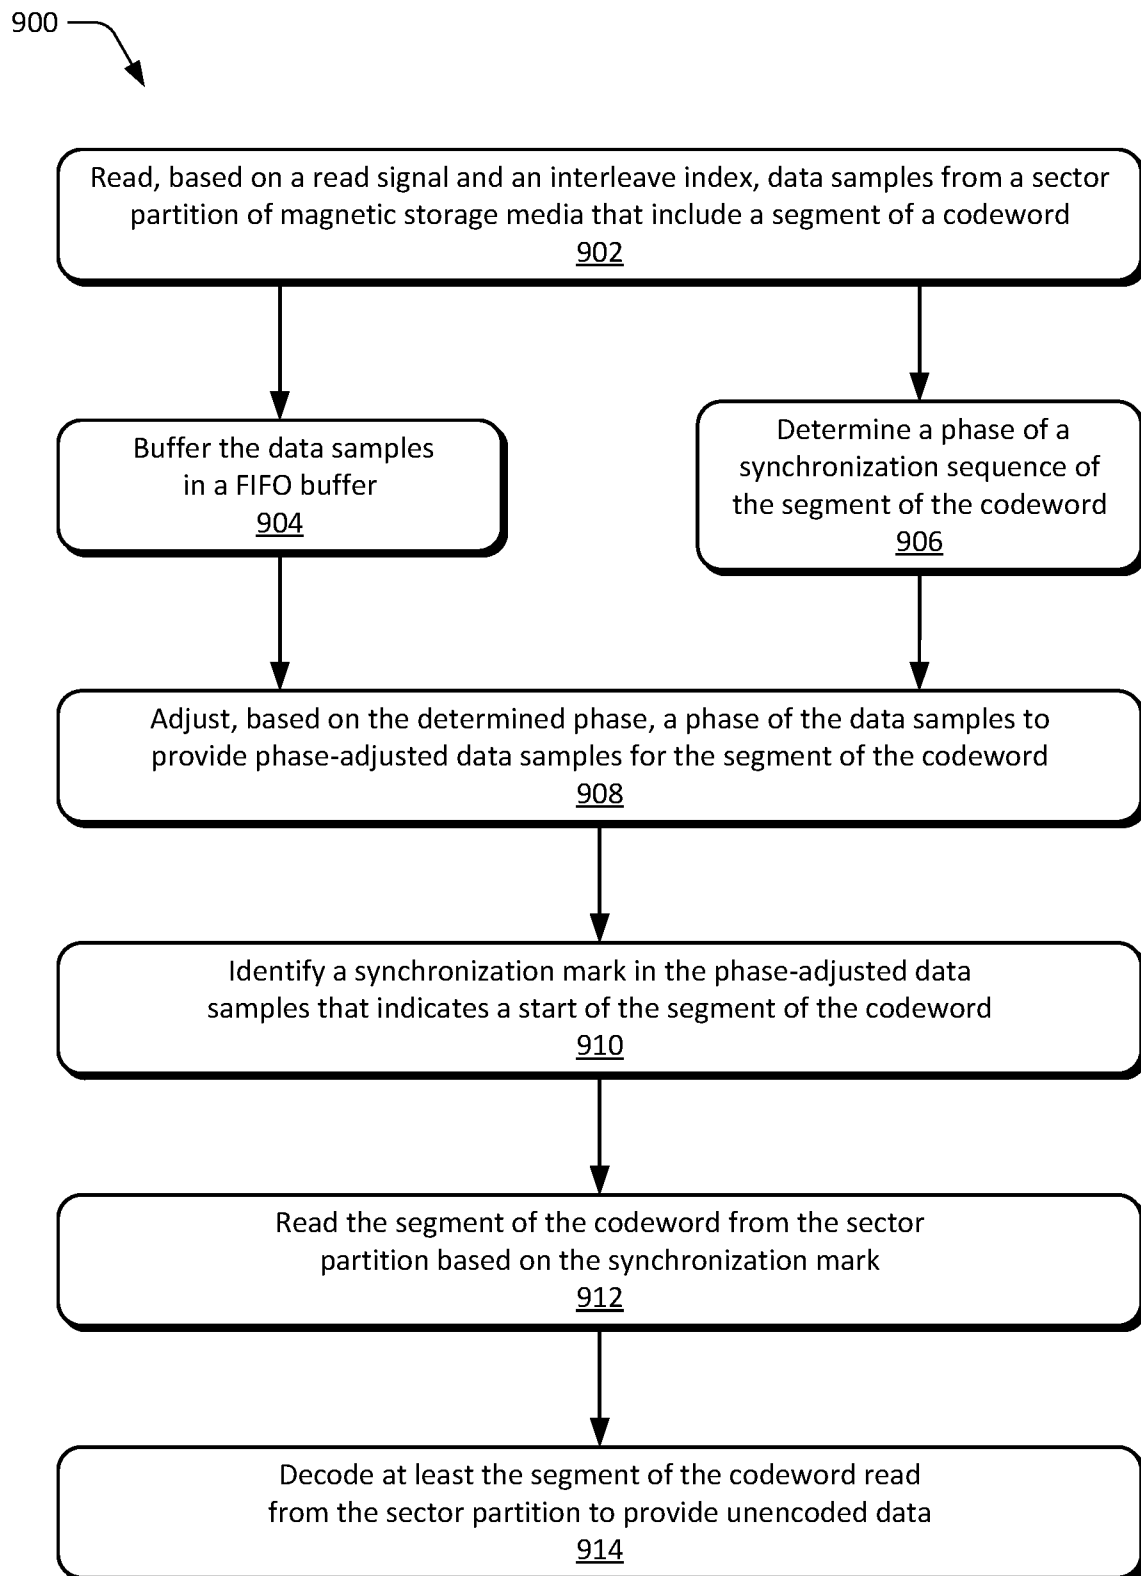 900
Read, based on a read signal and an interleave index, data samples from a sector
partition of magnetic storage media that include a segment of a codeword
902
Buffer the data samples
in a FIFO buffer
904
Determine a phase of a
synchronization sequence of
the segment of the codeword
906
Adjust, based on the determined phase, a phase of the data samples to
provide phase-adjusted data samples for the segment of the codeword
908
Identify a synchronization mark in the phase-adjusted data
samples that indicates a start of the segment of the codeword
910
Read the segment of the codeword from the sector
partition based on the synchronization mark
912
Decode at least the segment of the codeword read
from the sector partition to provide unencoded data
914